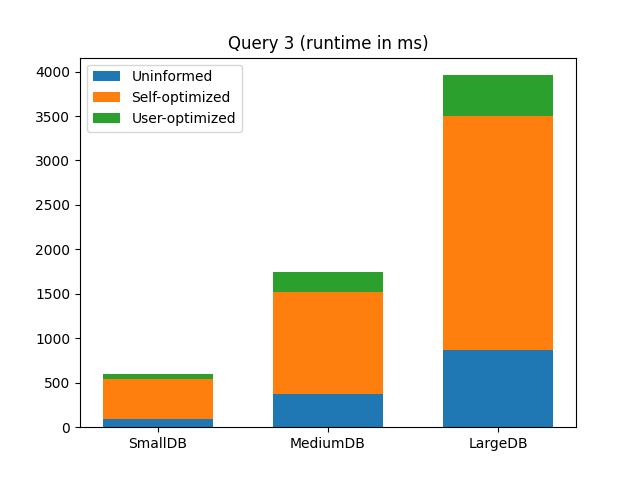 Query 3 (runtime in ms)
Uninformed
Self-optimized
User-optimized
4000
3500
3000
2500
2000
1500
1000
500
0
SmallDB
MediumDB
LargeDB